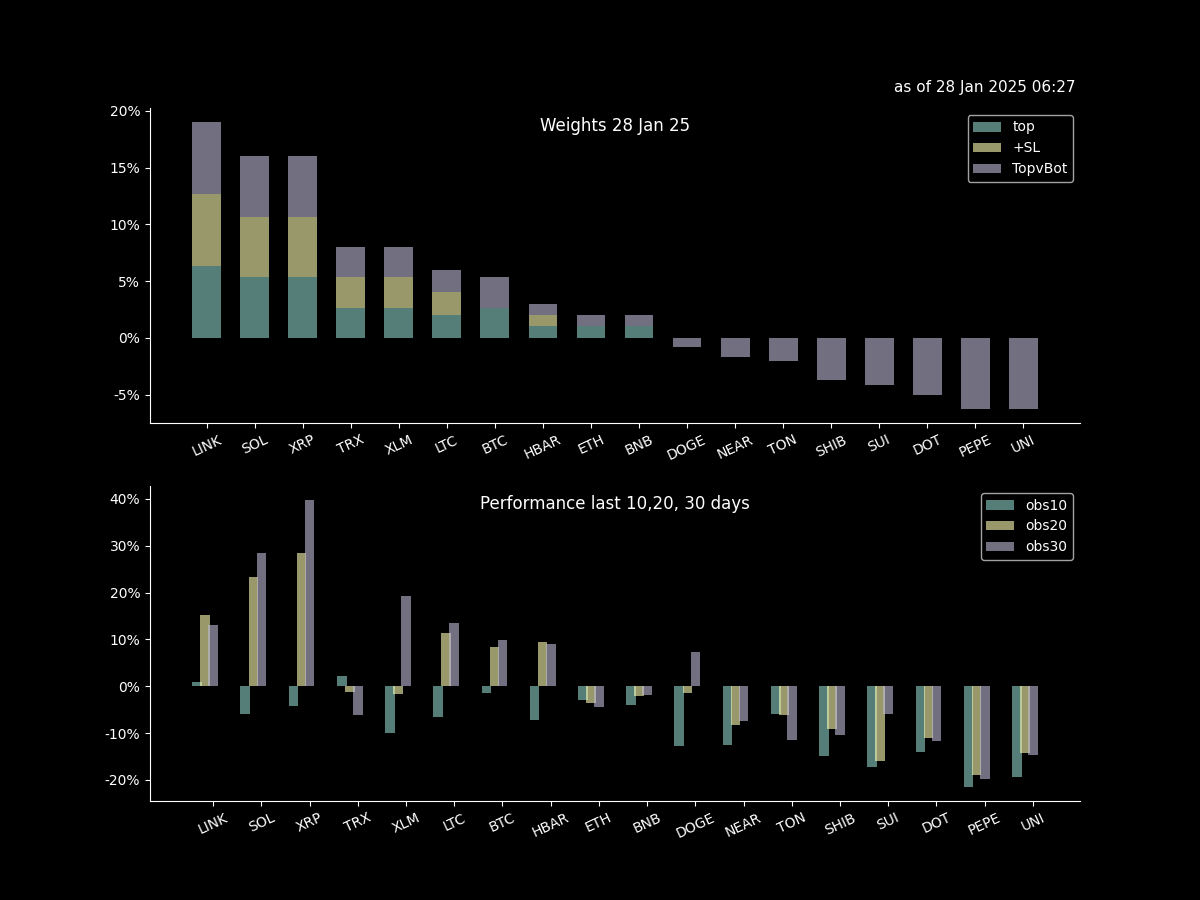 as of 28 Jan 2025 06:27
Weights 28 Jan 25
top
+SL
TopvBot
20%
15%
10%
5%
0%
-5%
LINK SOL XRP TRX XLM LTC BTC HBAR ETH BNB DOGE NEAR TON SHIB SUI DOT PEPE UNI
Performance last 10,20, 30 days
obs10
obs20
obs30
40%
30%
20%
10%
0%
-10%
-20%
LINK SOL XRP TRX XLM LTC BTC HBAR ETH BNB DOGE NEAR TON SHIB SUI DOT PEPE UNI